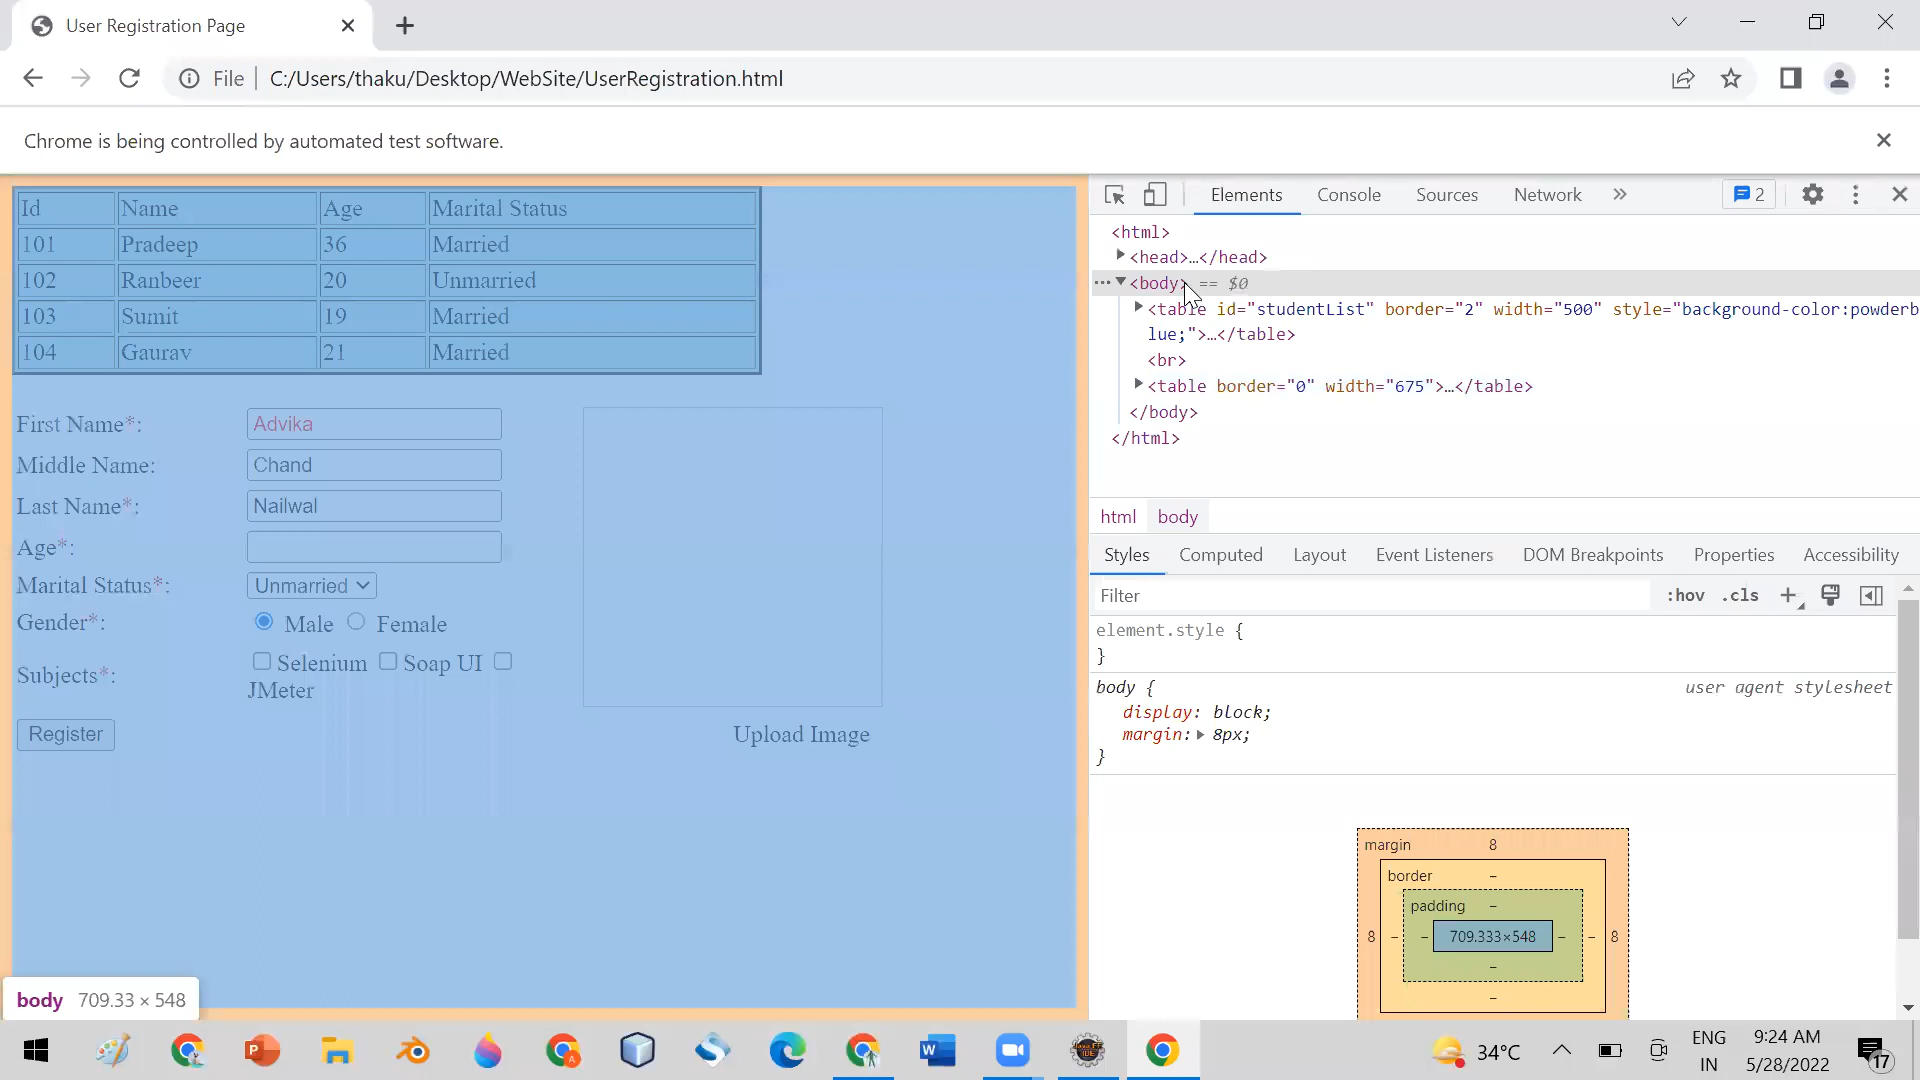 User Registration Page
File C:/Users/thaku/Desktop/WebSite/UserRegistration.html
Chrome is being controlled by automated test software.
Id Name Age Marital Status
101 Pradeep 36 Married
102 Ranbeer 20 Unmarried
103 Sumit 19 Married
104 Gaurav 21 Married
First Name*: Advika
Middle Name: Chand
Last Name*: Nailwal
Age*:
Marital Status*: Unmarried
Gender*: Male Female
Subjects*: Selenium Soap UI
JMeter
Register
Upload Image
body 709.33 × 548
Elements Console Sources Network » 2
<html>
<head>…</head>
<body> == $0
<table id="studentList" border="2" width="500" style="background-color:powderb
lue;">…</table>
<br>
<table border="0" width="675">…</table>
</body>
</html>
html body
Styles Computed Layout Event Listeners DOM Breakpoints Properties Accessibility
Filter :hov .cls +
element.style {
}
body { user agent stylesheet
display: block;
margin: 8px;
}
margin 8
border –
padding –
8 – – 709.333×548 – – 8
–
–
34°C ENG 9:24 AM
IN 5/28/2022 17